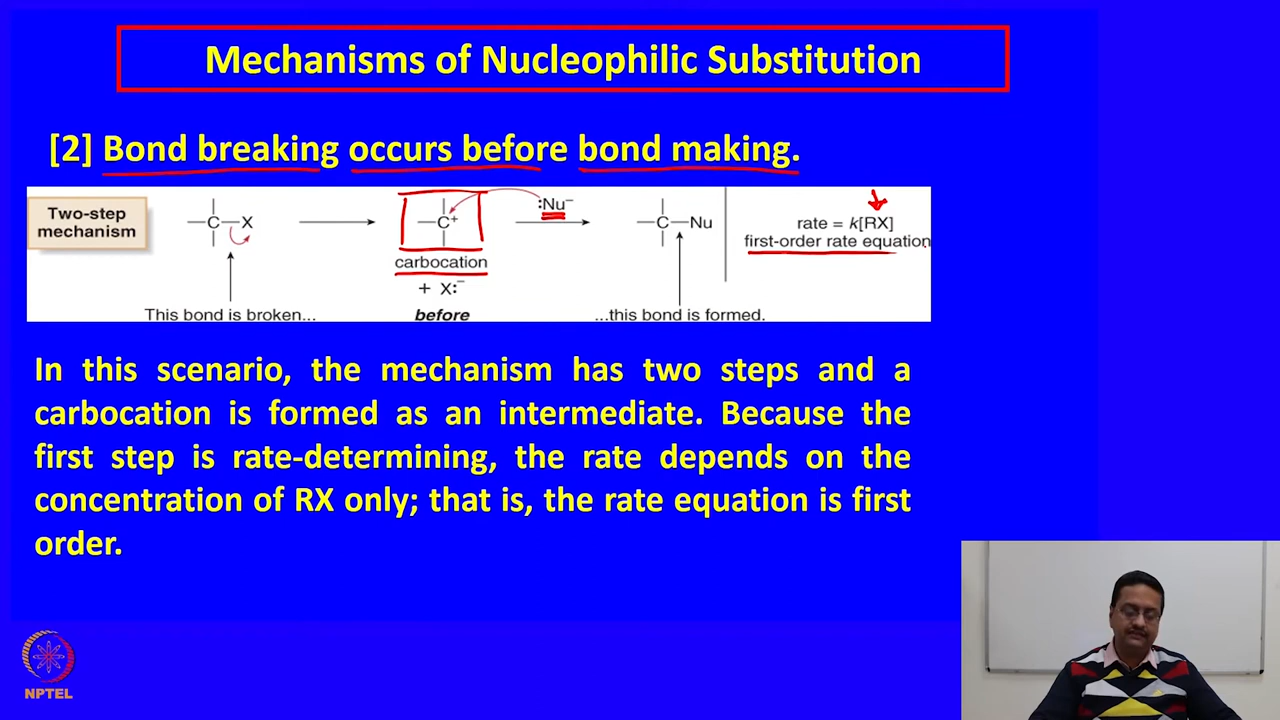 Mechanisms of Nucleophilic Substitution
[2] Bond breaking occurs before bond making.
Two-step
mechanism
C—X
C⁺
:Nu⁻
C—Nu
rate = k[RX]
first-order rate equation
carbocation
+ X:⁻
This bond is broken...
before
...this bond is formed.
In this scenario, the mechanism has two steps and a
carbocation is formed as an intermediate. Because the
first step is rate-determining, the rate depends on the
concentration of RX only; that is, the rate equation is first
order.
NPTEL